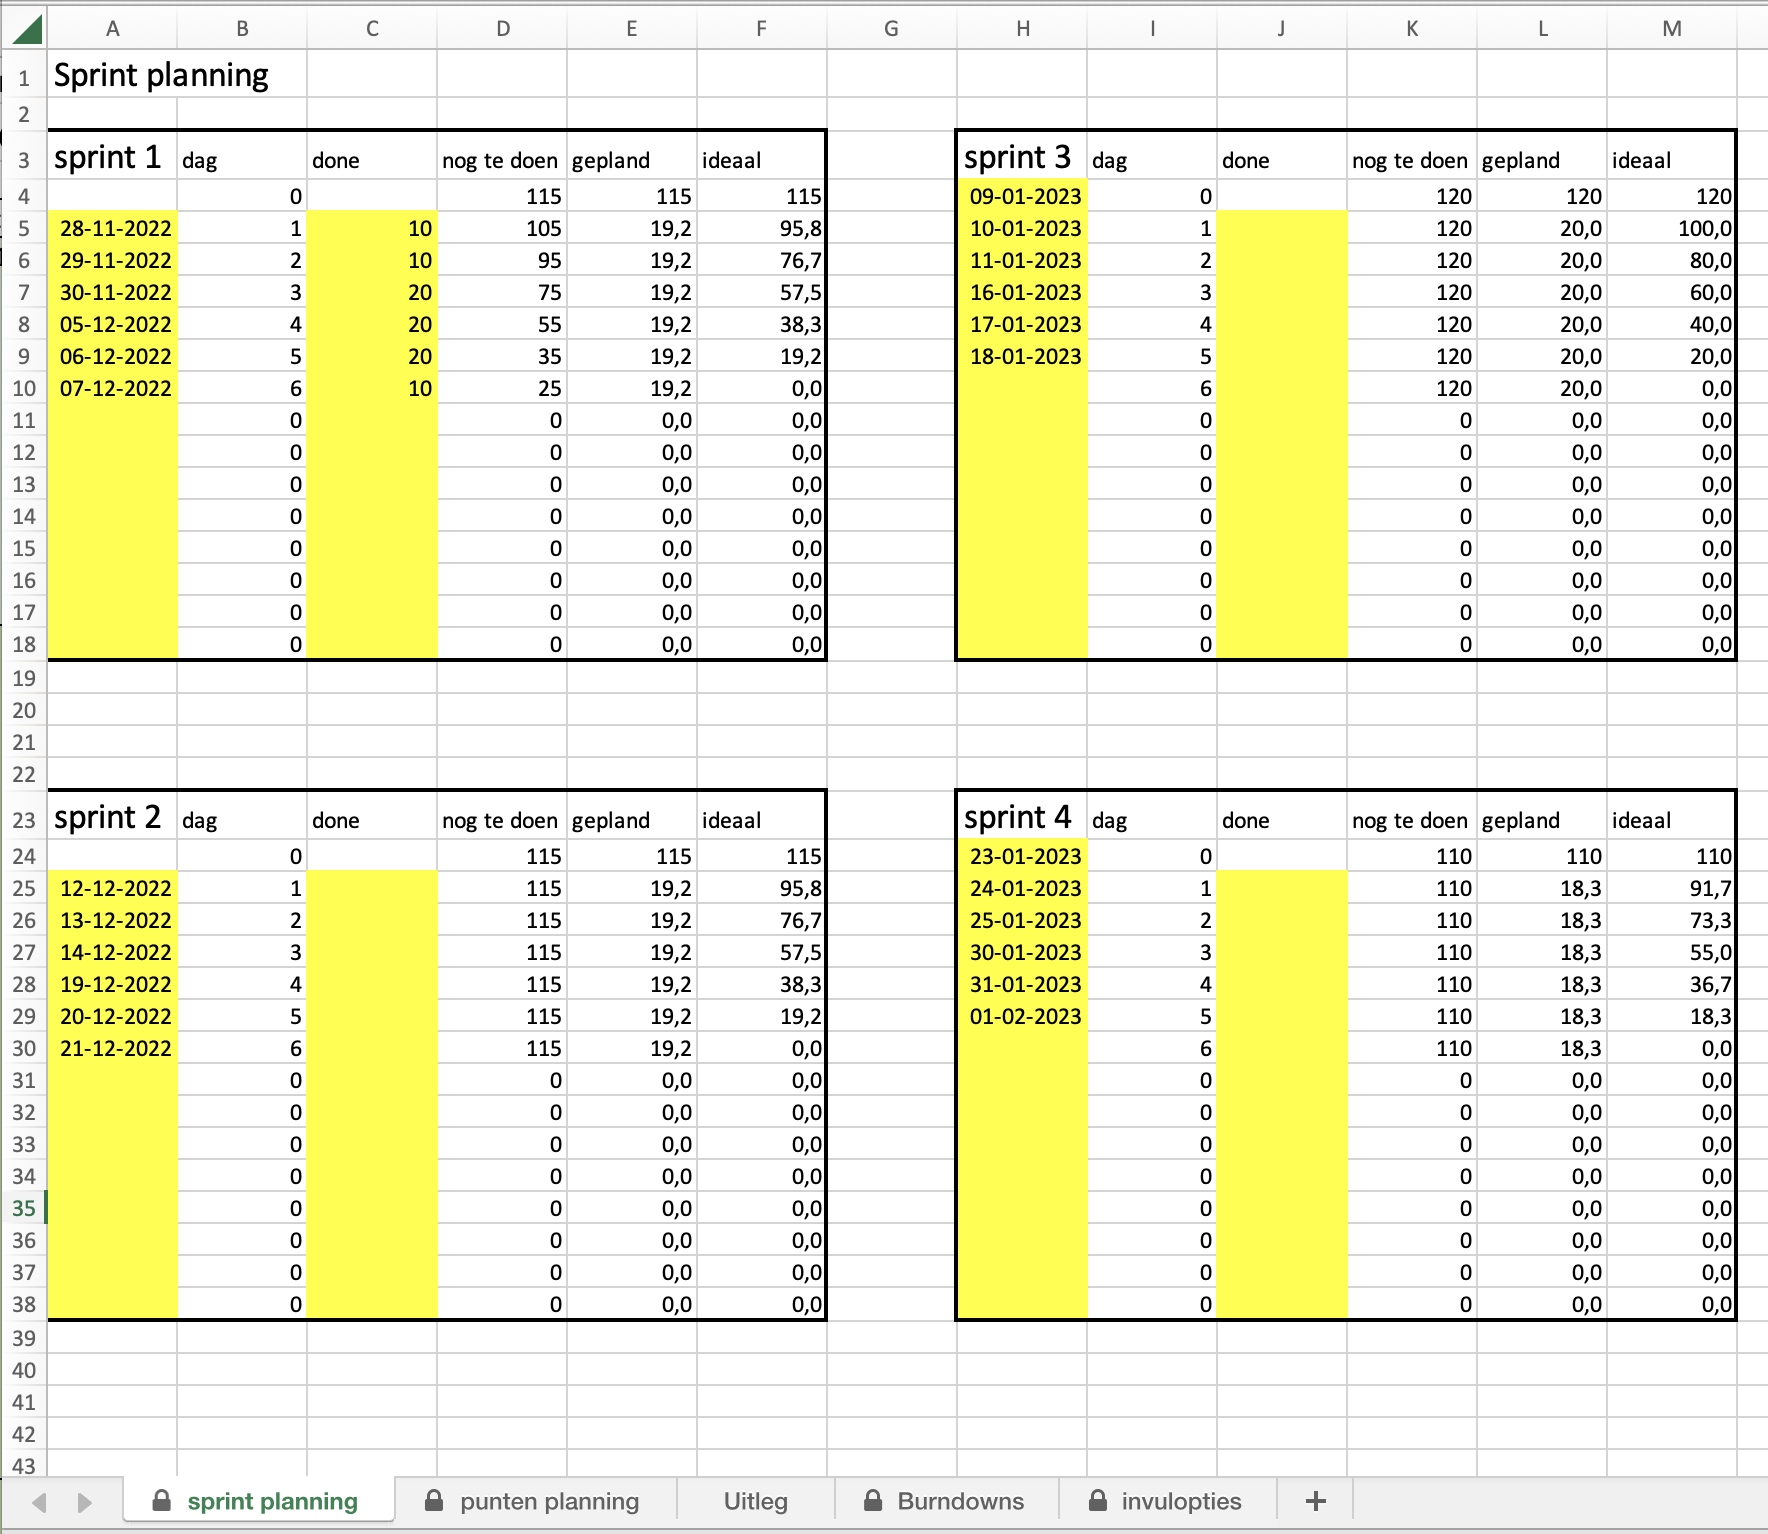 A B C D E F G H I J K L M
1 Sprint planning
2
3 sprint 1 dag done nog te doen gepland ideaal sprint 3 dag done nog te doen gepland ideaal
4 0 115 115 115 09-01-2023 0 120 120 120
5 28-11-2022 1 10 105 19,2 95,8 10-01-2023 1 120 20,0 100,0
6 29-11-2022 2 10 95 19,2 76,7 11-01-2023 2 120 20,0 80,0
7 30-11-2022 3 20 75 19,2 57,5 16-01-2023 3 120 20,0 60,0
8 05-12-2022 4 20 55 19,2 38,3 17-01-2023 4 120 20,0 40,0
9 06-12-2022 5 20 35 19,2 19,2 18-01-2023 5 120 20,0 20,0
10 07-12-2022 6 10 25 19,2 0,0 6 120 20,0 0,0
11 0 0 0,0 0,0 0 0 0,0 0,0
12 0 0 0,0 0,0 0 0 0,0 0,0
13 0 0 0,0 0,0 0 0 0,0 0,0
14 0 0 0,0 0,0 0 0 0,0 0,0
15 0 0 0,0 0,0 0 0 0,0 0,0
16 0 0 0,0 0,0 0 0 0,0 0,0
17 0 0 0,0 0,0 0 0 0,0 0,0
18 0 0 0,0 0,0 0 0 0,0 0,0
19
20
21
22
23 sprint 2 dag done nog te doen gepland ideaal sprint 4 dag done nog te doen gepland ideaal
24 0 115 115 115 23-01-2023 0 110 110 110
25 12-12-2022 1 115 19,2 95,8 24-01-2023 1 110 18,3 91,7
26 13-12-2022 2 115 19,2 76,7 25-01-2023 2 110 18,3 73,3
27 14-12-2022 3 115 19,2 57,5 30-01-2023 3 110 18,3 55,0
28 19-12-2022 4 115 19,2 38,3 31-01-2023 4 110 18,3 36,7
29 20-12-2022 5 115 19,2 19,2 01-02-2023 5 110 18,3 18,3
30 21-12-2022 6 115 19,2 0,0 6 110 18,3 0,0
31 0 0 0,0 0,0 0 0 0,0 0,0
32 0 0 0,0 0,0 0 0 0,0 0,0
33 0 0 0,0 0,0 0 0 0,0 0,0
34 0 0 0,0 0,0 0 0 0,0 0,0
35 0 0 0,0 0,0 0 0 0,0 0,0
36 0 0 0,0 0,0 0 0 0,0 0,0
37 0 0 0,0 0,0 0 0 0,0 0,0
38 0 0 0,0 0,0 0 0 0,0 0,0
39
40
41
42
43
sprint planning punten planning Uitleg Burndowns invulopties +